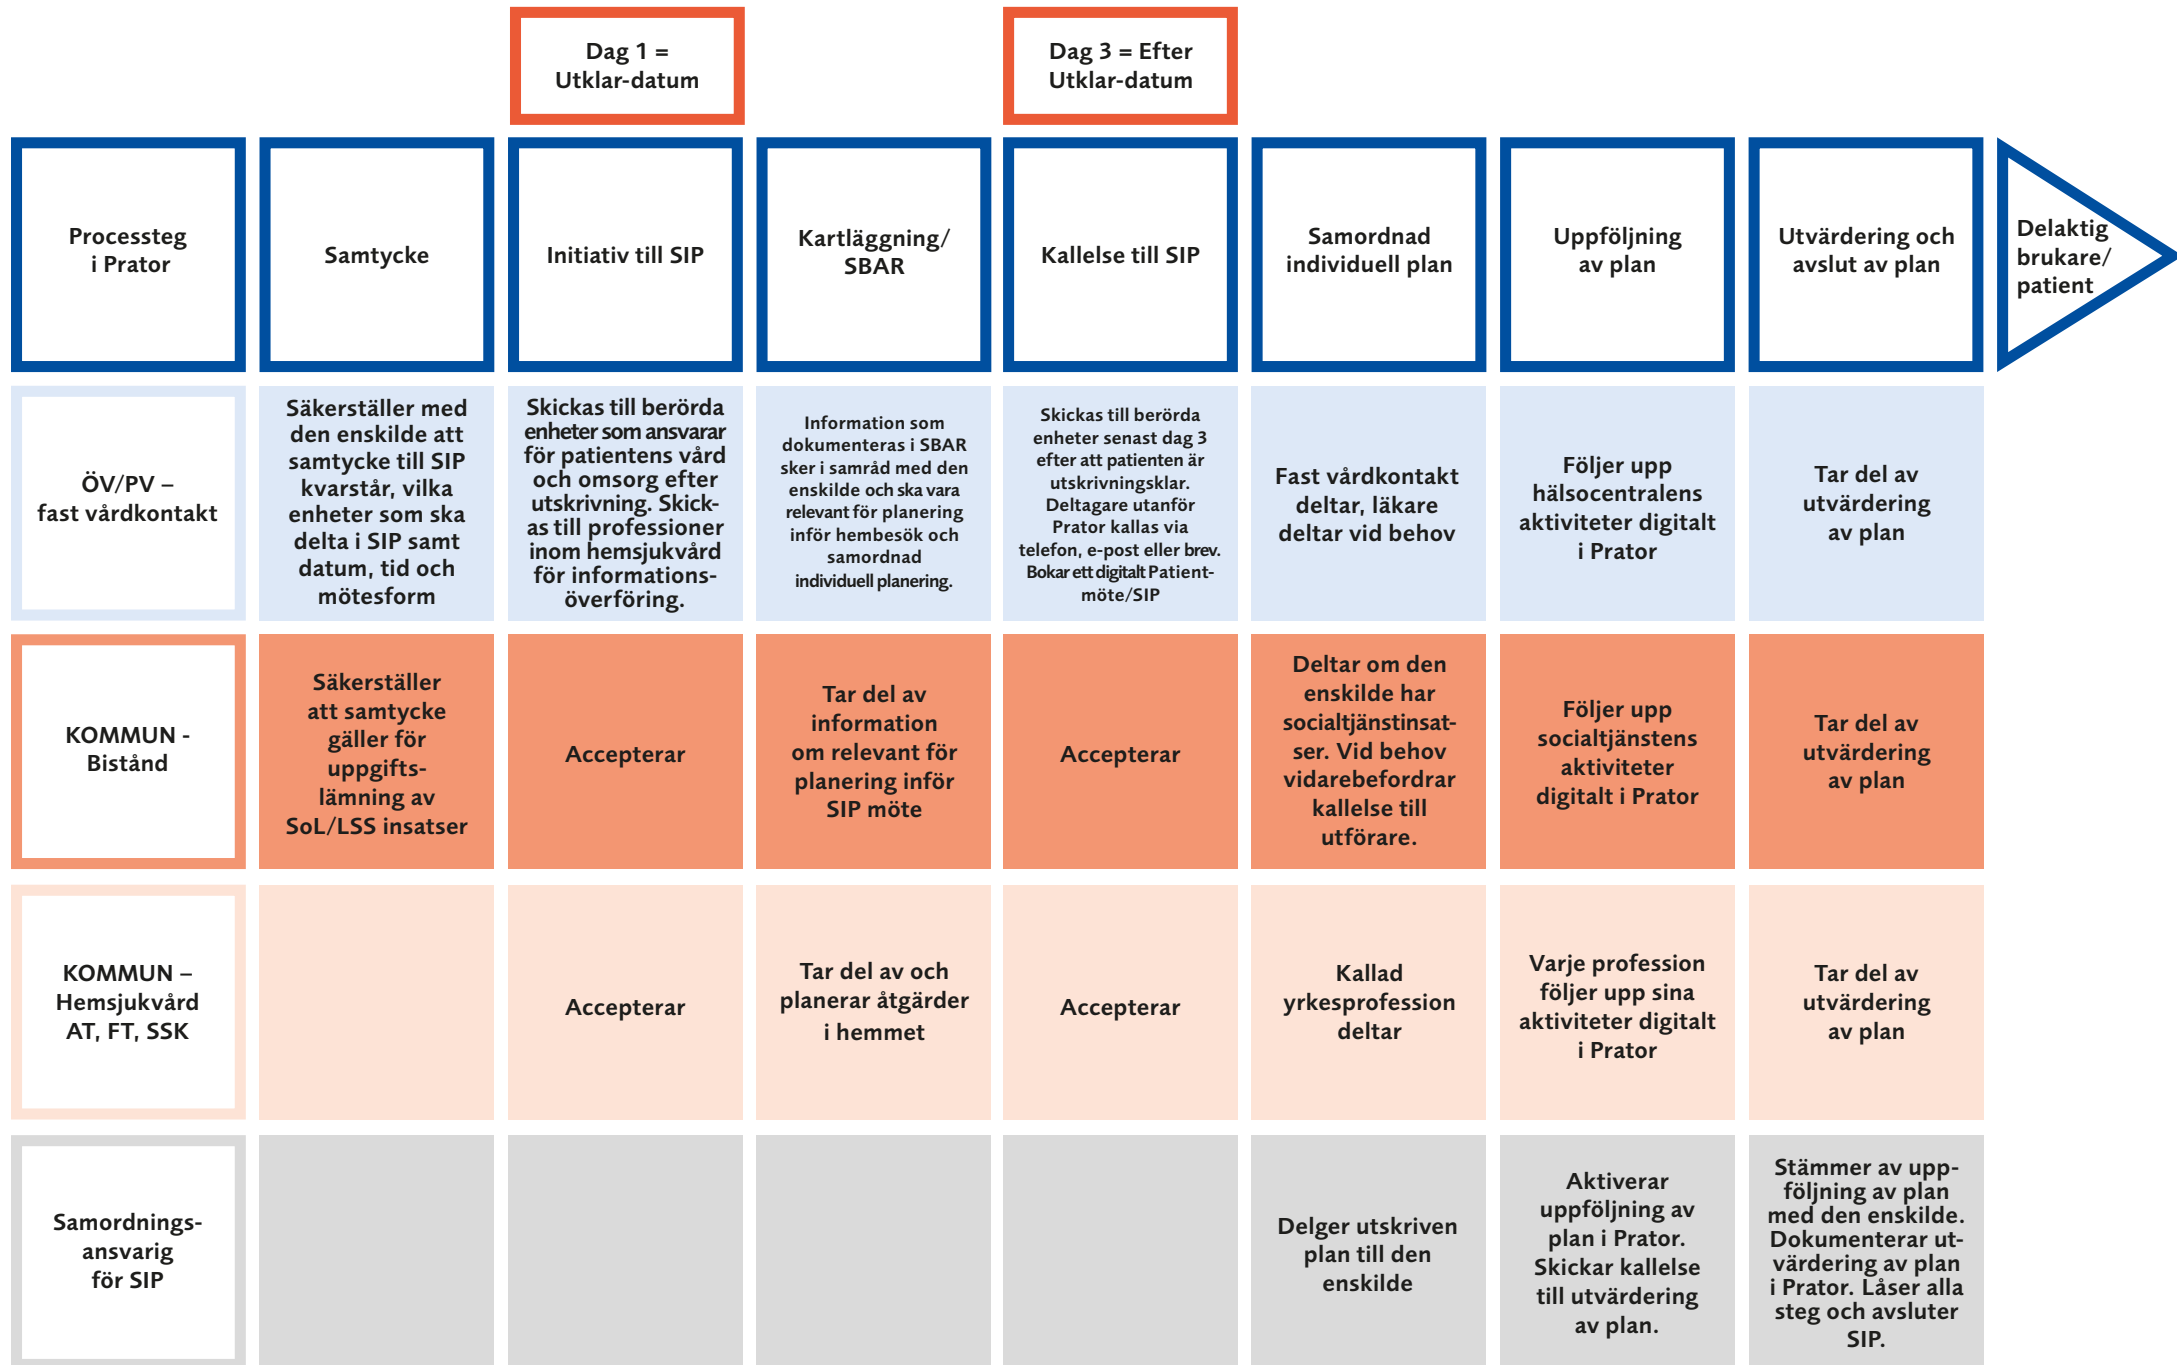 Dag 1 =
Utklar-datum
Dag 3 = Efter
Utklar-datum
Processteg
i Prator
Samtycke
Initiativ till SIP
Kartläggning/
SBAR
Kallelse till SIP
Samordnad
individuell plan
Uppföljning
av plan
Utvärdering och
avslut av plan
Delaktig
brukare/
patient
ÖV/PV –
fast vårdkontakt
Säkerställer med
den enskilde att
samtycke till SIP
kvarstår, vilka
enheter som ska
delta i SIP samt
datum, tid och
mötesform
Skickas till berörda
enheter som ansvarar
för patientens vård
och omsorg efter
utskrivning. Skick-
as till professioner
inom hemsjukvård
för informations-
överföring.
Information som
dokumenteras i SBAR
sker i samråd med den
enskilde och ska vara
relevant för planering
inför hembesök och
samordnad
individuell planering.
Skickas till berörda
enheter senast dag 3
efter att patienten är
utskrivningsklar.
Deltagare utanför
Prator kallas via
telefon, e-post eller brev.
Bokar ett digitalt Patient-
möte/SIP
Fast vårdkontakt
deltar, läkare
deltar vid behov
Följer upp
hälsocentralens
aktiviteter digitalt
i Prator
Tar del av
utvärdering
av plan
KOMMUN -
Bistånd
Säkerställer
att samtycke
gäller för
uppgifts-
lämning av
SoL/LSS insatser
Accepterar
Tar del av
information
om relevant för
planering inför
SIP möte
Accepterar
Deltar om den
enskilde har
socialtjänstinsat-
ser. Vid behov
vidarebefordrar
kallelse till
utförare.
Följer upp
socialtjänstens
aktiviteter
digitalt i Prator
Tar del av
utvärdering
av plan
KOMMUN –
Hemsjukvård
AT, FT, SSK
Accepterar
Tar del av och
planerar åtgärder
i hemmet
Accepterar
Kallad
yrkesprofession
deltar
Varje profession
följer upp sina
aktiviteter digitalt
i Prator
Tar del av
utvärdering
av plan
Samordnings-
ansvarig
för SIP
Delger utskriven
plan till den
enskilde
Aktiverar
uppföljning av
plan i Prator.
Skickar kallelse
till utvärdering
av plan.
Stämmer av upp-
följning av plan
med den enskilde.
Dokumenterar ut-
värdering av plan
i Prator. Låser alla
steg och avsluter
SIP.